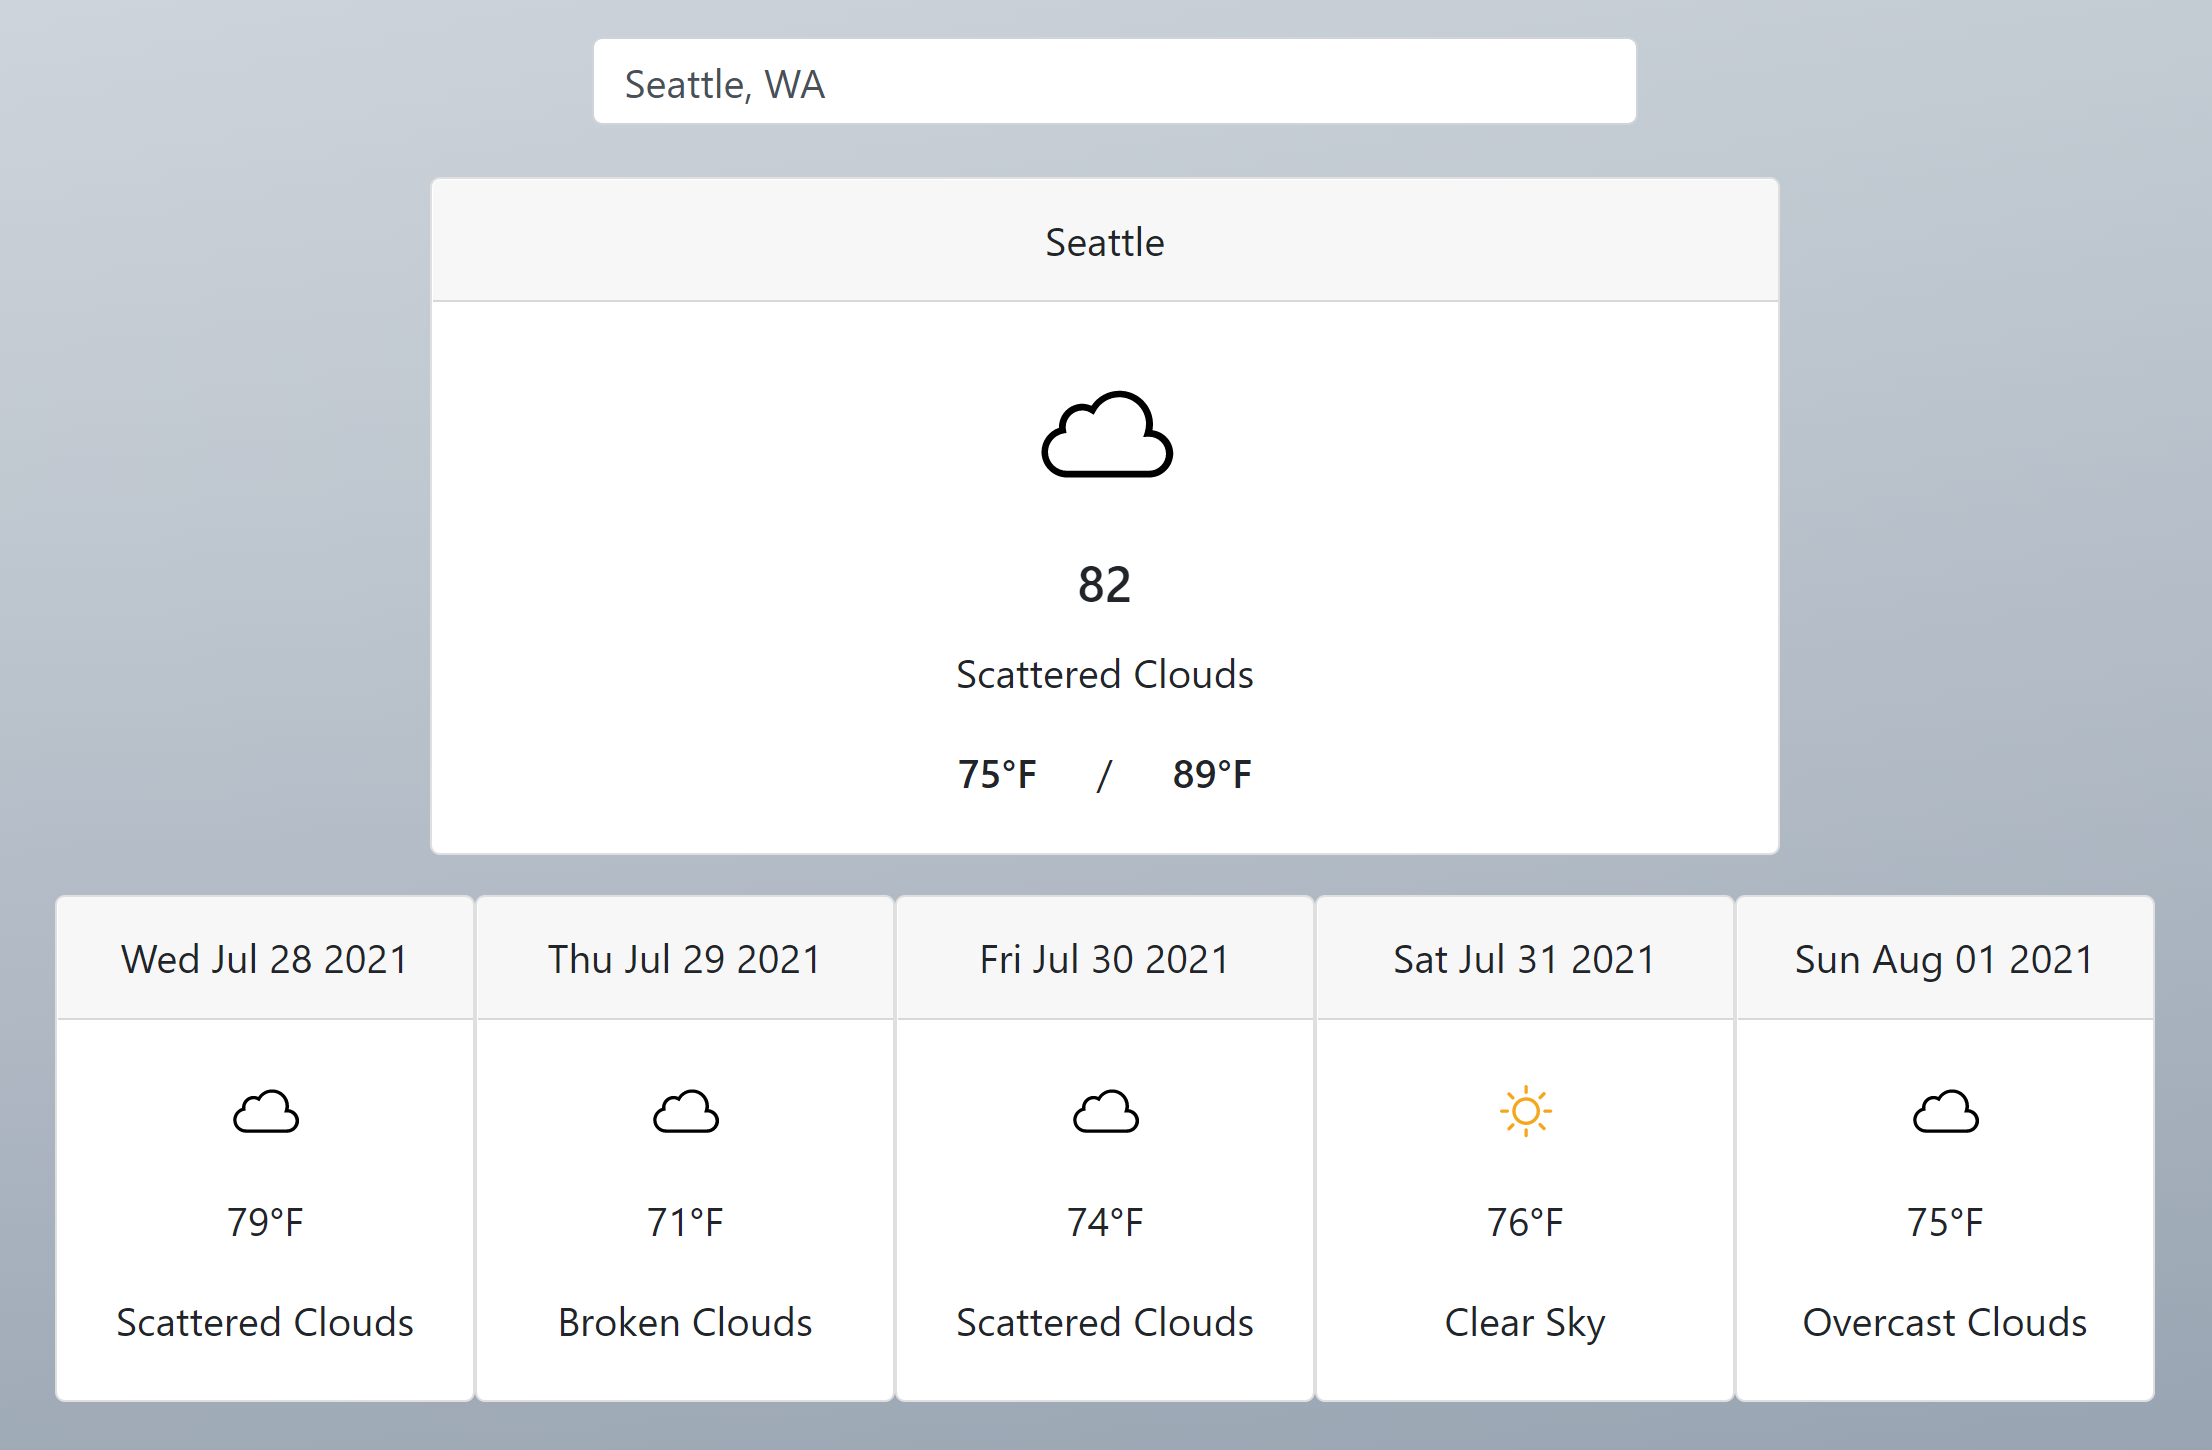 Seattle, WA
Seattle
82
Scattered Clouds
75°F / 89°F
Wed Jul 28 2021
79°F
Scattered Clouds
Thu Jul 29 2021
71°F
Broken Clouds
Fri Jul 30 2021
74°F
Scattered Clouds
Sat Jul 31 2021
76°F
Clear Sky
Sun Aug 01 2021
75°F
Overcast Clouds